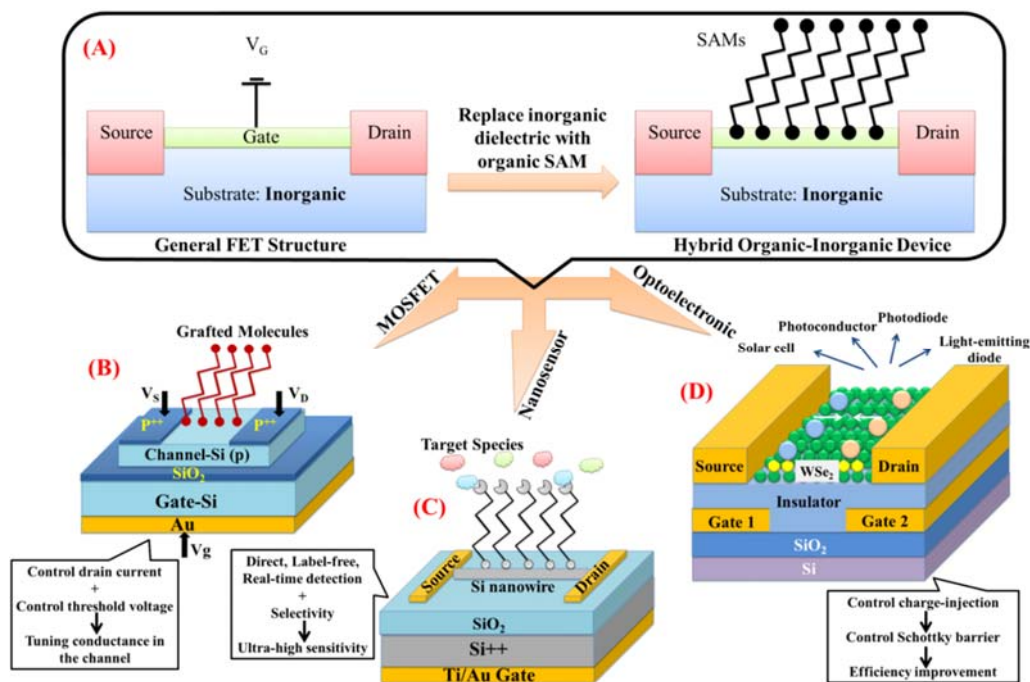 (A)
V_G
SAMs
Source
Gate
Drain
Substrate: Inorganic
General FET Structure
Replace inorganic
dielectric with
organic SAM
Source
Drain
Substrate: Inorganic
Hybrid Organic-Inorganic Device
MOSFET
Nanosensor
Optoelectronic
(B)
Grafted Molecules
V_S
V_D
P++
P++
Channel-Si (p)
SiO2
Gate-Si
Au
Vg
Control drain current
+
Control threshold voltage
Tuning conductance in
the channel
(C)
Target Species
Source
Si nanowire
Drain
SiO2
Si++
Ti/Au Gate
Direct, Label-free,
Real-time detection
+
Selectivity
Ultra-high sensitivity
(D)
Solar cell
Photoconductor
Photodiode
Light-emitting
diode
Source
WSe2
Drain
Insulator
Gate 1
Gate 2
SiO2
Si
Control charge-injection
Control Schottky barrier
Efficiency improvement